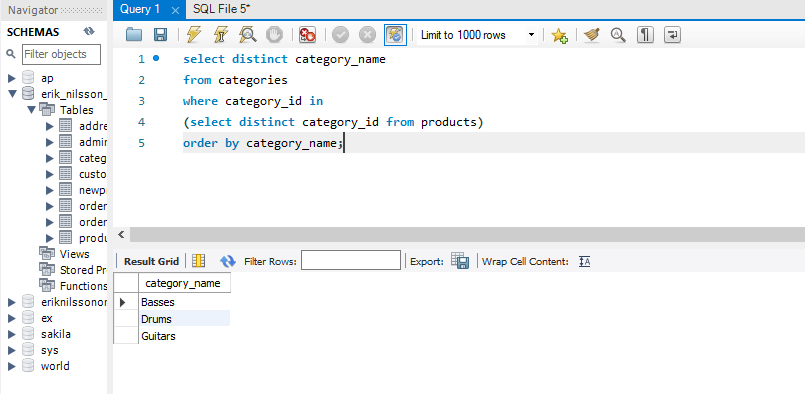 Navigator
Query 1
SQL File 5*
SCHEMAS
Filter objects
ap
erik_nilsson_
Tables
addre
admin
categ
custo
newp
order
order
produ
Views
Stored Pr
Functions
eriknilssonor
ex
sakila
sys
world
Limit to 1000 rows
1 select distinct category_name
2 from categories
3 where category_id in
4 (select distinct category_id from products)
5 order by category_name;
Result Grid Filter Rows: Export: Wrap Cell Content:
category_name
Basses
Drums
Guitars